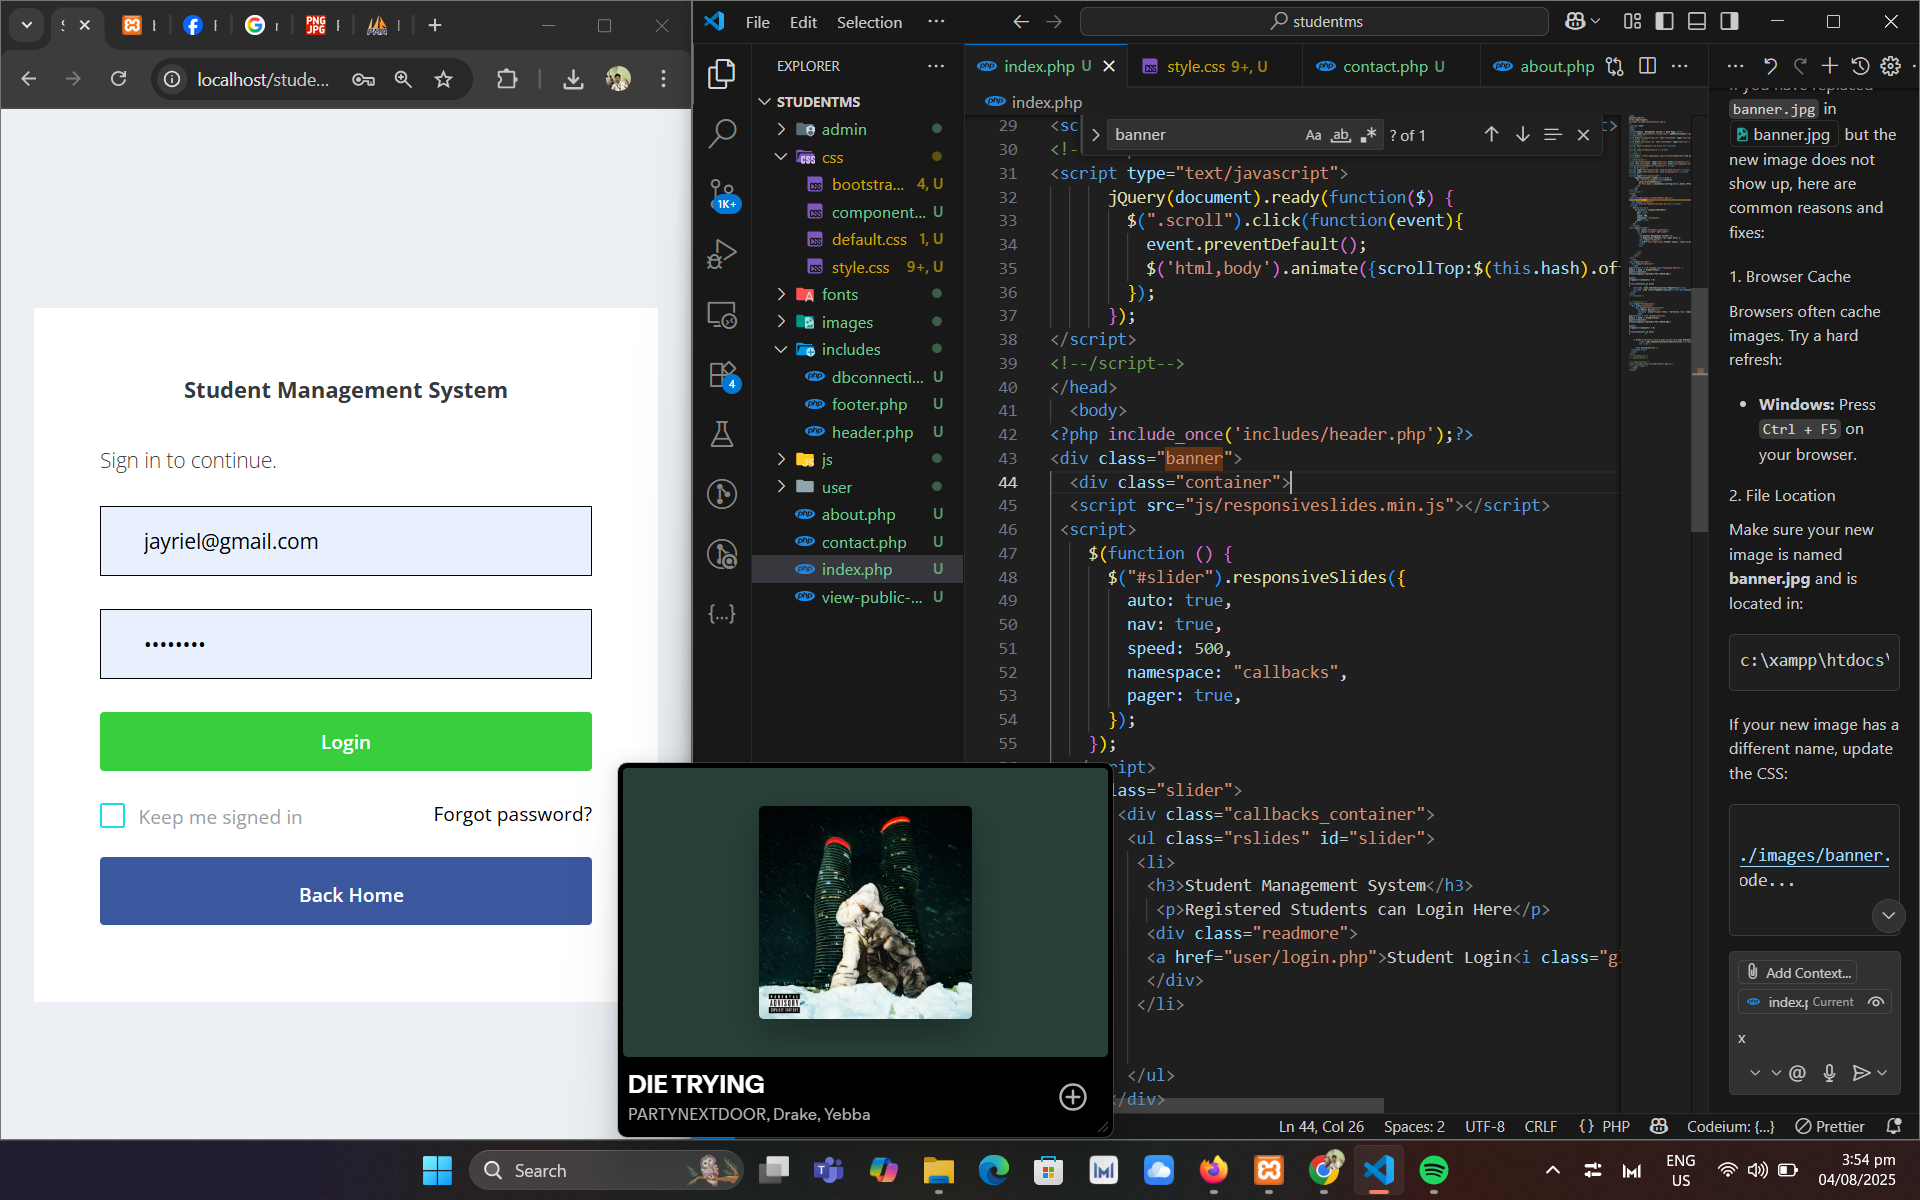 localhost/stude...
Student Management System
Sign in to continue.
jayriel@gmail.com
••••••••
Login
Keep me signed in
Forgot password?
Back Home
File Edit Selection ···
studentms
EXPLORER
STUDENTMS
admin
css
bootstra... 4, U
component... U
default.css 1, U
style.css 9+, U
fonts
images
includes
dbconnecti... U
footer.php U
header.php U
js
user
about.php U
contact.php U
index.php U
view-public-... U
1K+
4
index.php U
style.css 9+, U
contact.php U
about.php
index.php
banner
Aa ab
? of 1
29 <sc
30 <!--
31 <script type="text/javascript">
32 jQuery(document).ready(function($) {
33 $(".scroll").click(function(event){
34 event.preventDefault();
35 $('html,body').animate({scrollTop:$(this.hash).of
36 });
37 });
38 </script>
39 <!--/script-->
40 </head>
41 <body>
42 <?php include_once('includes/header.php');?>
43 <div class="banner">
44 <div class="container">
45 <script src="js/responsiveslides.min.js"></script>
46 <script>
47 $(function () {
48 $("#slider").responsiveSlides({
49 auto: true,
50 nav: true,
51 speed: 500,
52 namespace: "callbacks",
53 pager: true,
54 });
55 });
ript>
lass="slider">
<div class="callbacks_container">
<ul class="rslides" id="slider">
<li>
<h3>Student Management System</h3>
<p>Registered Students can Login Here</p>
<div class="readmore">
<a href="user/login.php">Student Login<i class="g
</div>
</li>
</ul>
</div>
banner.jpg in
banner.jpg but the
new image does not
show up, here are
common reasons and
fixes:
1. Browser Cache
Browsers often cache
images. Try a hard
refresh:
• Windows: Press
Ctrl + F5 on
your browser.
2. File Location
Make sure your new
image is named
banner.jpg and is
located in:
c:\xampp\htdocs\
If your new image has a
different name, update
the CSS:
./images/banner.
ode...
Add Context...
index.p Current
x
DIE TRYING
PARTYNEXTDOOR, Drake, Yebba
PARENTAL
ADVISORY
EXPLICIT CONTENT
Ln 44, Col 26 Spaces: 2 UTF-8 CRLF {} PHP Codeium: {...} Prettier
Search
ENG
US
3:54 pm
04/08/2025